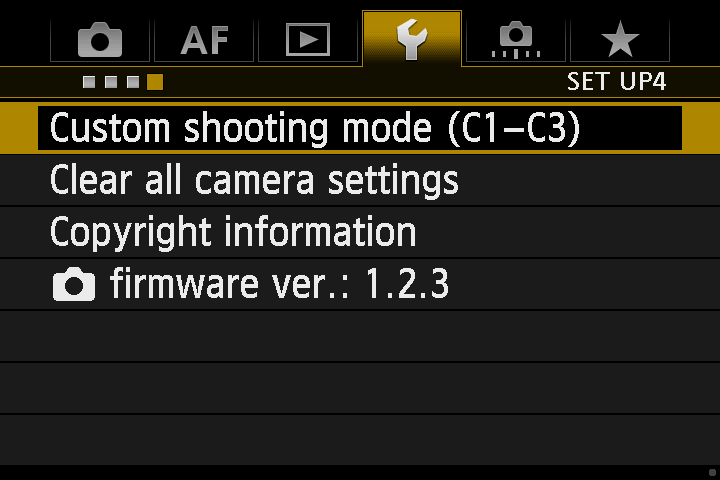 AF
SET UP4
Custom shooting mode (C1–C3)
Clear all camera settings
Copyright information
firmware ver.: 1.2.3